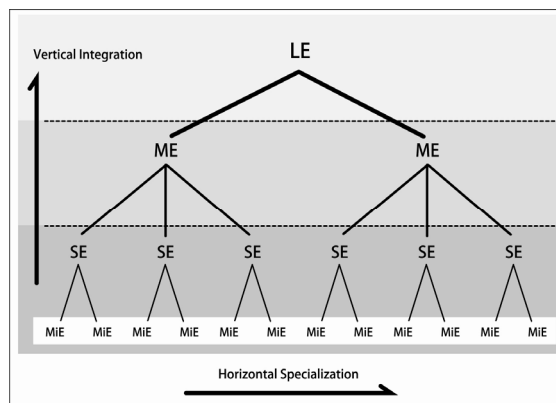 Vertical Integration
LE
ME ME
SE SE SE SE SE SE
MiE MiE MiE MiE MiE MiE MiE MiE MiE MiE MiE MiE
Horizontal Specialization